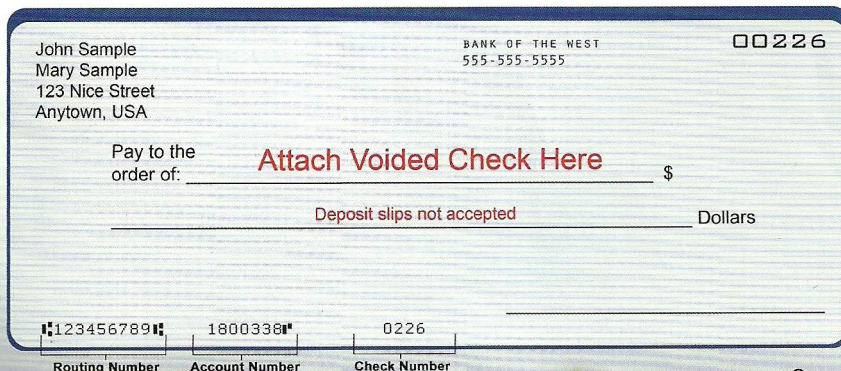 John Sample
Mary Sample
123 Nice Street
Anytown, USA
BANK OF THE WEST
555-555-5555
00226
Pay to the
order of:
Attach Voided Check Here
$
Deposit slips not accepted
Dollars
⑆123456789⑆ 1800338⑈ 0226
Routing Number Account Number Check Number